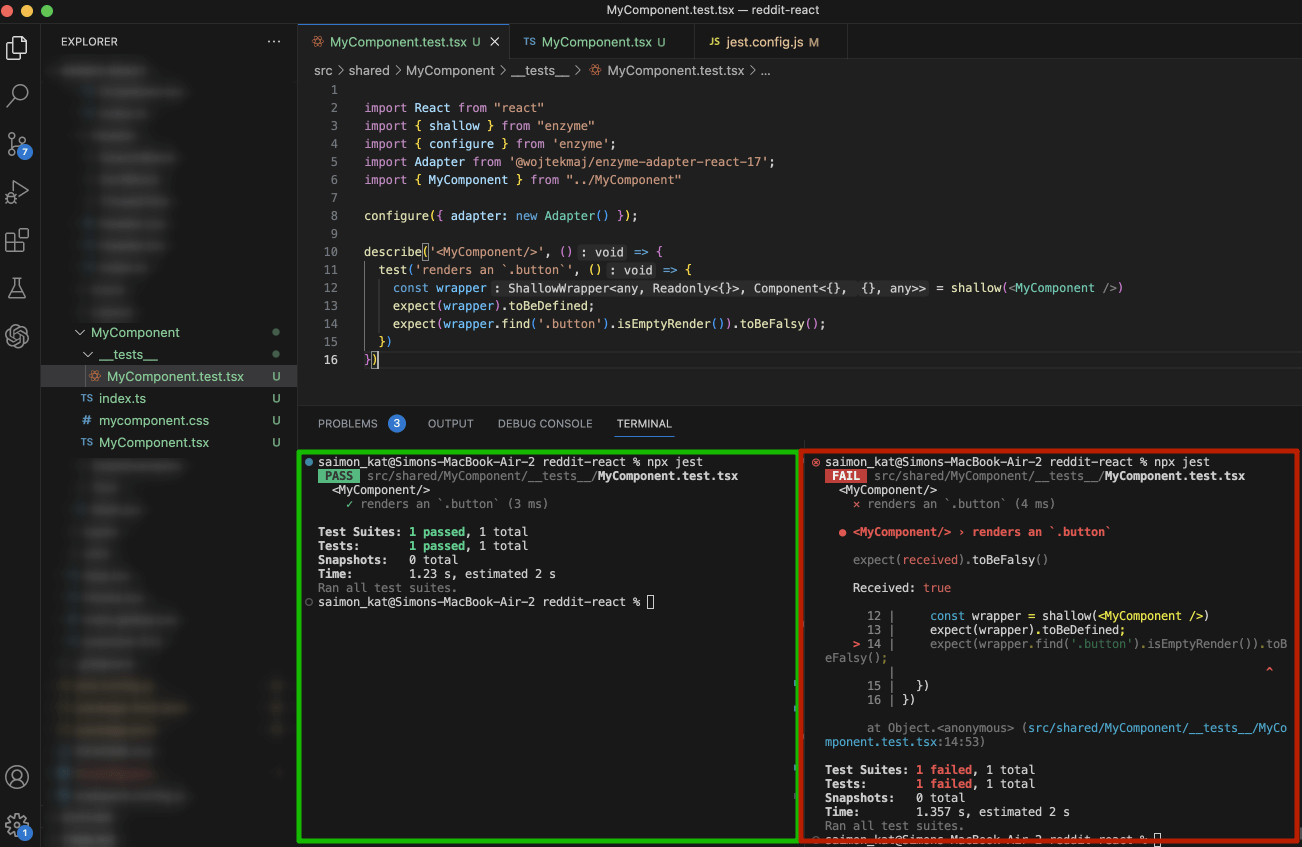 MyComponent.test.tsx — reddit-react
EXPLORER
MyComponent
__tests__
MyComponent.test.tsx U
TS index.ts U
# mycomponent.css U
TS MyComponent.tsx U
7
1
MyComponent.test.tsx U
TS MyComponent.tsx U
JS jest.config.js M
src > shared > MyComponent > __tests__ > MyComponent.test.tsx > ...
1
2 import React from "react"
3 import { shallow } from "enzyme"
4 import { configure } from 'enzyme';
5 import Adapter from '@wojtekmaj/enzyme-adapter-react-17';
6 import { MyComponent } from "../MyComponent"
7
8 configure({ adapter: new Adapter() });
9
10 describe('<MyComponent/>', () : void => {
11 test('renders an `.button`', () : void => {
12 const wrapper : ShallowWrapper<any, Readonly<{}>, Component<{}, {}, any>> = shallow(<MyComponent />)
13 expect(wrapper).toBeDefined;
14 expect(wrapper.find('.button').isEmptyRender()).toBeFalsy();
15 })
16 })
PROBLEMS 3 OUTPUT DEBUG CONSOLE TERMINAL
saimon_kat@Simons-MacBook-Air-2 reddit-react % npx jest
PASS src/shared/MyComponent/__tests__/MyComponent.test.tsx
<MyComponent/>
✓ renders an `.button` (3 ms)
Test Suites: 1 passed, 1 total
Tests: 1 passed, 1 total
Snapshots: 0 total
Time: 1.23 s, estimated 2 s
Ran all test suites.
saimon_kat@Simons-MacBook-Air-2 reddit-react %
saimon_kat@Simons-MacBook-Air-2 reddit-react % npx jest
FAIL src/shared/MyComponent/__tests__/MyComponent.test.tsx
<MyComponent/>
× renders an `.button` (4 ms)
● <MyComponent/> › renders an `.button`
expect(received).toBeFalsy()
Received: true
12 | const wrapper = shallow(<MyComponent />)
13 | expect(wrapper).toBeDefined;
> 14 | expect(wrapper.find('.button').isEmptyRender()).toB
eFalsy();
| ^
15 | })
16 | })
at Object.<anonymous> (src/shared/MyComponent/__tests__/MyCo
mponent.test.tsx:14:53)
Test Suites: 1 failed, 1 total
Tests: 1 failed, 1 total
Snapshots: 0 total
Time: 1.357 s, estimated 2 s
Ran all test suites.
saimon_kat@Simons-MacBook-Air-2 reddit-react %